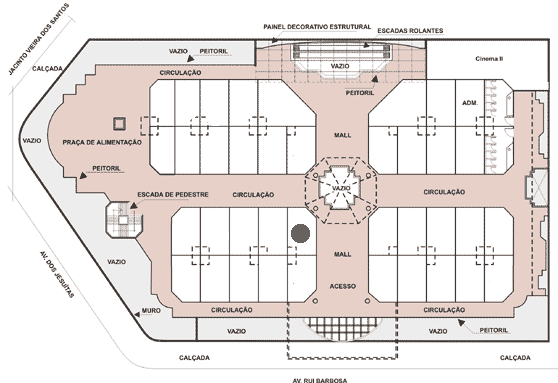 PAINEL DECORATIVO ESTRUTURAL
ESCADAS ROLANTES
JACINTO VIEIRA DOS SANTOS
CALÇADA
VAZIO
PEITORIL
CIRCULAÇÃO
VAZIO
PEITORIL
Cinema II
ADM.
VAZIO
PRAÇA DE ALIMENTAÇÃO
MALL
MALL
PEITORIL
ESCADA DE PEDESTRE
CIRCULAÇÃO
VAZIO
CIRCULAÇÃO
AV. DOS JESUÍTAS
VAZIO
MALL
ACESSO
MURO
CIRCULAÇÃO
CIRCULAÇÃO
VAZIO
VAZIO
PEITORIL
CALÇADA
CALÇADA
AV. RUI BARBOSA